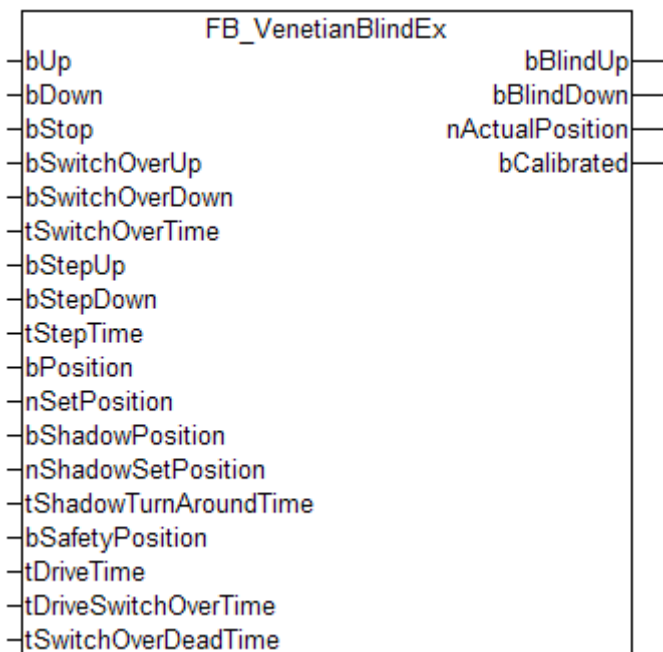 FB_VenetianBlindEx
bUp bBlindUp
bDown bBlindDown
bStop nActualPosition
bSwitchOverUp bCalibrated
bSwitchOverDown
tSwitchOverTime
bStepUp
bStepDown
tStepTime
bPosition
nSetPosition
bShadowPosition
nShadowSetPosition
tShadowTurnAroundTime
bSafetyPosition
tDriveTime
tDriveSwitchOverTime
tSwitchOverDeadTime